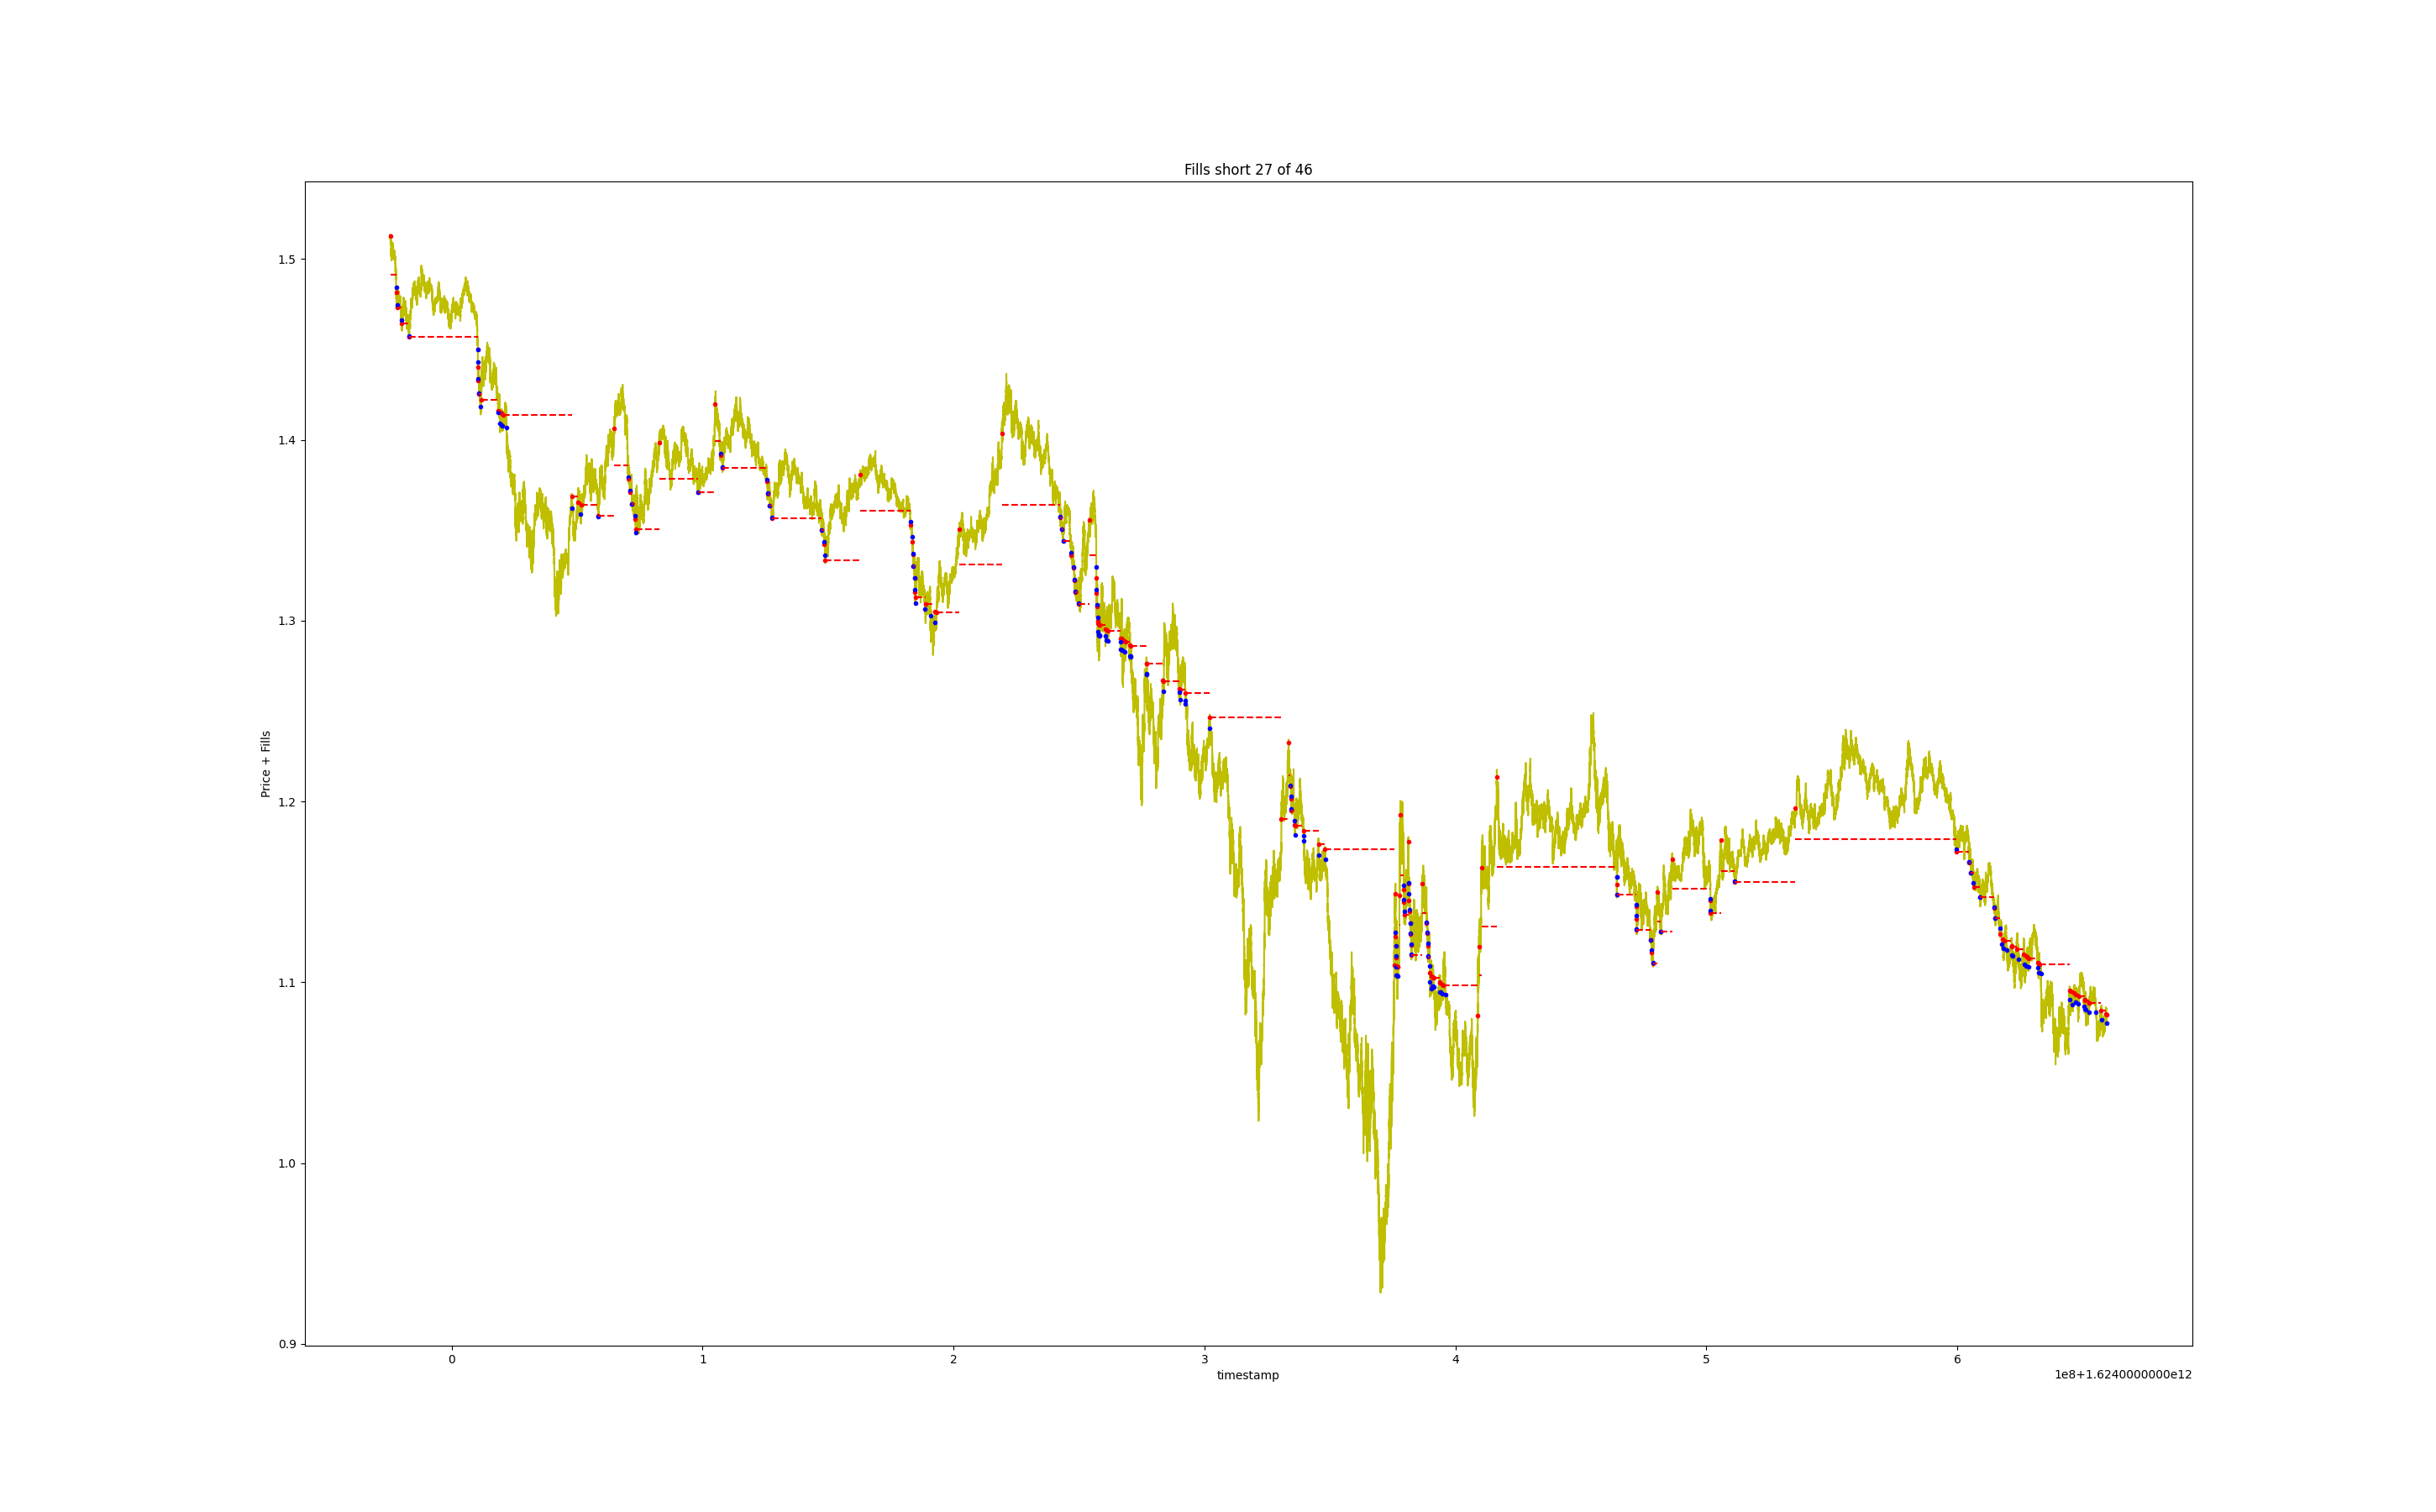 Fills short 27 of 46
Price + Fills
1.5
1.4
1.3
1.2
1.1
1.0
0.9
0 1 2 3 4 5 6
timestamp
1e8+1.6240000000e12